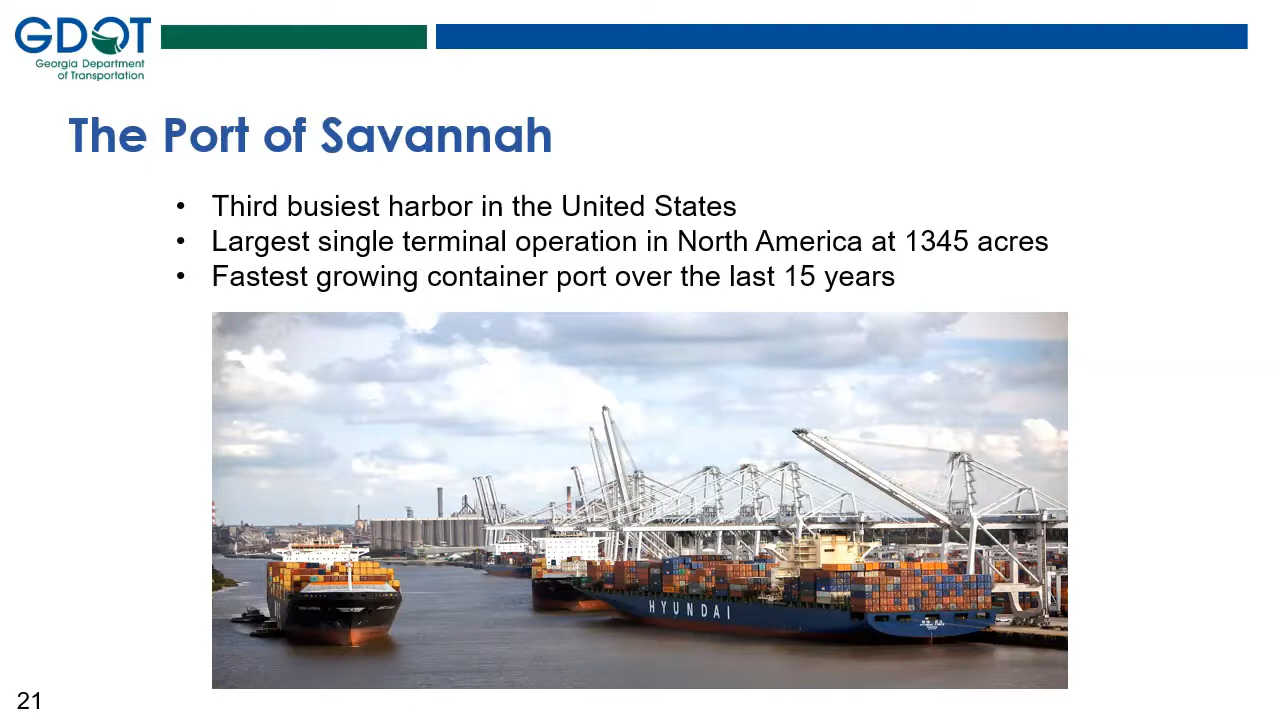 GDOT
Georgia Department
of Transportation
The Port of Savannah
• Third busiest harbor in the United States
• Largest single terminal operation in North America at 1345 acres
• Fastest growing container port over the last 15 years
HYUNDAI
21